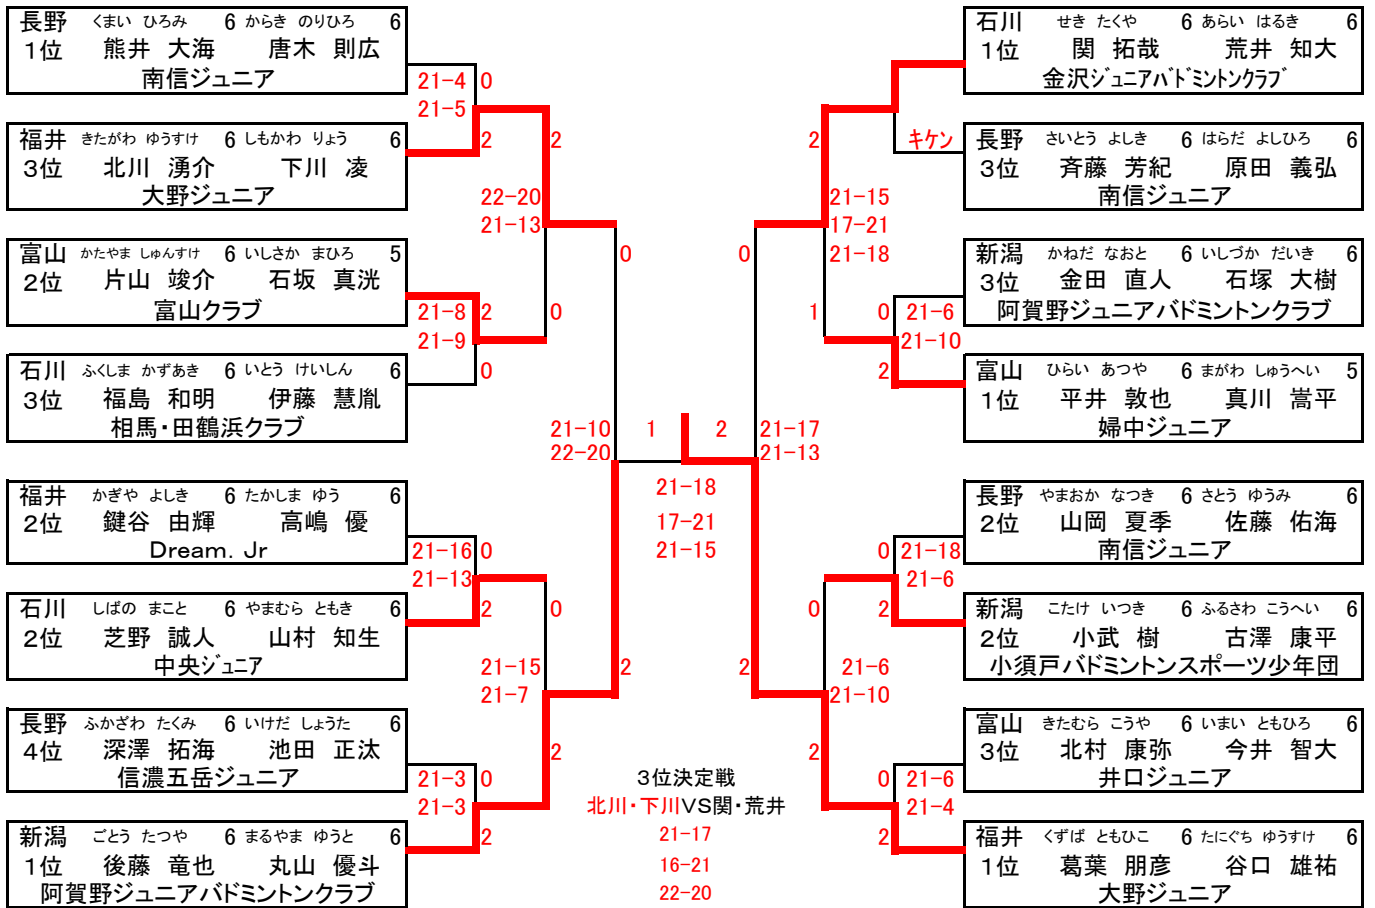 長野 くまい ひろみ 6 からき のりひろ 6
1位 熊井 大海 唐木 則広
南信ジュニア
福井 きたがわ ゆうすけ 6 しもかわ りょう 6
3位 北川 湧介 下川 凌
大野ジュニア
富山 かたやま しゅんすけ 6 いしさか まひろ 5
2位 片山 竣介 石坂 真洸
富山クラブ
石川 ふくしま かずあき 6 いとう けいしん 6
3位 福島 和明 伊藤 慧胤
相馬・田鶴浜クラブ
福井 かぎや よしき 6 たかしま ゆう 6
2位 鍵谷 由輝 高嶋 優
Dream. Jr
石川 しばの まこと 6 やまむら ともき 6
2位 芝野 誠人 山村 知生
中央ジュニア
長野 ふかざわ たくみ 6 いけだ しょうた 6
4位 深澤 拓海 池田 正汰
信濃五岳ジュニア
新潟 ごとう たつや 6 まるやま ゆうと 6
1位 後藤 竜也 丸山 優斗
阿賀野ジュニアバドミントンクラブ
21-4 0
21-5
2
2
22-20
21-13
0
21-8 2
21-9
0
0
21-10
22-20
1
2
21-17
21-13
21-18
17-21
21-15
21-16 0
21-13
2
0
21-15
21-7
2
2
21-3 0
21-3
2
3位決定戦
北川・下川VS関・荒井
21-17
16-21
22-20
キケン
2
21-15
17-21
21-18
0
1
0 21-6
21-10
2
0 21-18
21-6
2
0
21-6
21-10
2
2
0 21-6
21-4
2
石川 せき たくや 6 あらい はるき 6
1位 関 拓哉 荒井 知大
金沢ジュニアバドミントンクラブ
長野 さいとう よしき 6 はらだ よしひろ 6
3位 斉藤 芳紀 原田 義弘
南信ジュニア
新潟 かねだ なおと 6 いしづか だいき 6
3位 金田 直人 石塚 大樹
阿賀野ジュニアバドミントンクラブ
富山 ひらい あつや 6 まがわ しゅうへい 5
1位 平井 敦也 真川 嵩平
婦中ジュニア
長野 やまおか なつき 6 さとう ゆうみ 6
2位 山岡 夏季 佐藤 佑海
南信ジュニア
新潟 こたけ いつき 6 ふるさわ こうへい 6
2位 小武 樹 古澤 康平
小須戸バドミントンスポーツ少年団
富山 きたむら こうや 6 いまい ともひろ 6
3位 北村 康弥 今井 智大
井口ジュニア
福井 くずば ともひこ 6 たにぐち ゆうすけ 6
1位 葛葉 朋彦 谷口 雄祐
大野ジュニア